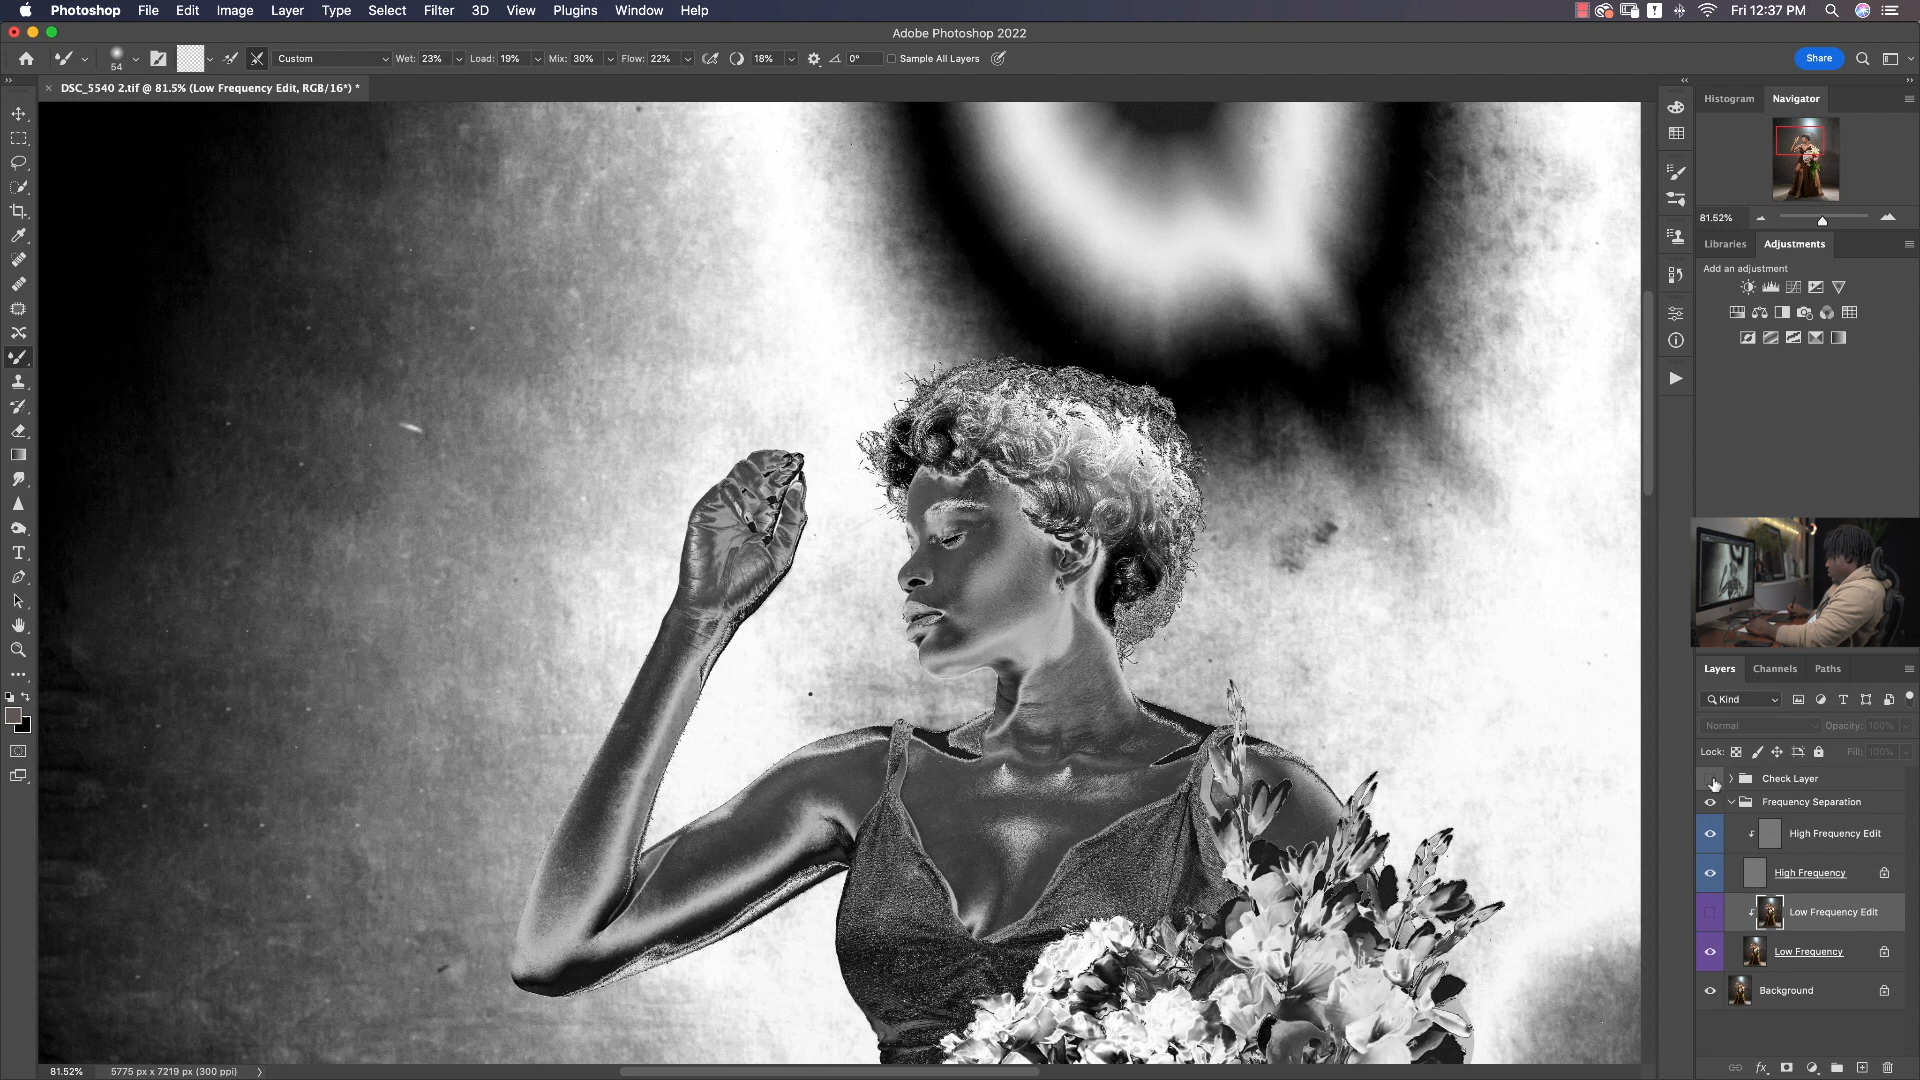 Photoshop File Edit Image Layer Type Select Filter 3D View Plugins Window Help Fri 12:37 PM
Adobe Photoshop 2022
54 Custom Wet: 23% Load: 19% Mix: 30% Flow: 22% 18% 0° Sample All Layers Share
DSC_5540 2.tif @ 81.5% (Low Frequency Edit, RGB/16*) *
Histogram Navigator
81.52%
Libraries Adjustments
Add an adjustment
Layers Channels Paths
Kind
Normal Opacity: 100%
Lock: Fill: 100%
Check Layer
Frequency Separation
High Frequency Edit
High Frequency
Low Frequency Edit
Low Frequency
Background
81.52% 5775 px x 7219 px (300 ppi)